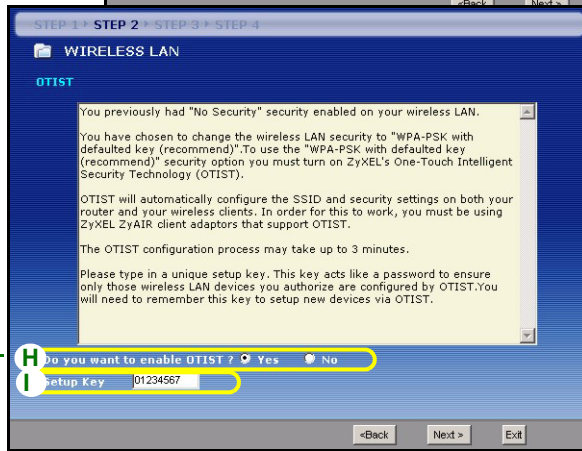 <Back Next >
STEP 1 STEP 2 STEP 3 STEP 4
WIRELESS LAN
OTIST
You previously had "No Security" security enabled on your wireless LAN.
You have chosen to change the wireless LAN security to "WPA-PSK with
defaulted key (recommend)".To use the "WPA-PSK with defaulted key
(recommend)" security option you must turn on ZyXEL's One-Touch Intelligent
Security Technology (OTIST).
OTIST will automatically configure the SSID and security settings on both your
router and your wireless clients. In order for this to work, you must be using
ZyXEL ZyAIR client adaptors that support OTIST.
The OTIST configuration process may take up to 3 minutes.
Please type in a unique setup key. This key acts like a password to ensure
only those wireless LAN devices you authorize are configured by OTIST.You
will need to remember this key to setup new devices via OTIST.
H Do you want to enable OTIST ? Yes No
I Setup Key 01234567
<Back Next > Exit